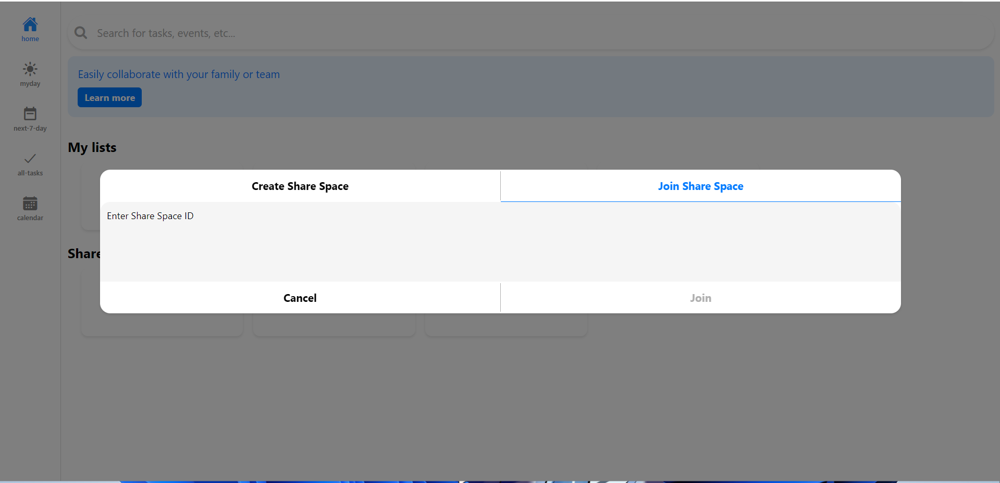 home
myday
next-7-day
all-tasks
calendar
Search for tasks, events, etc...
Easily collaborate with your family or team
Learn more
My lists
Share
Create Share Space
Join Share Space
Enter Share Space ID
Cancel
Join